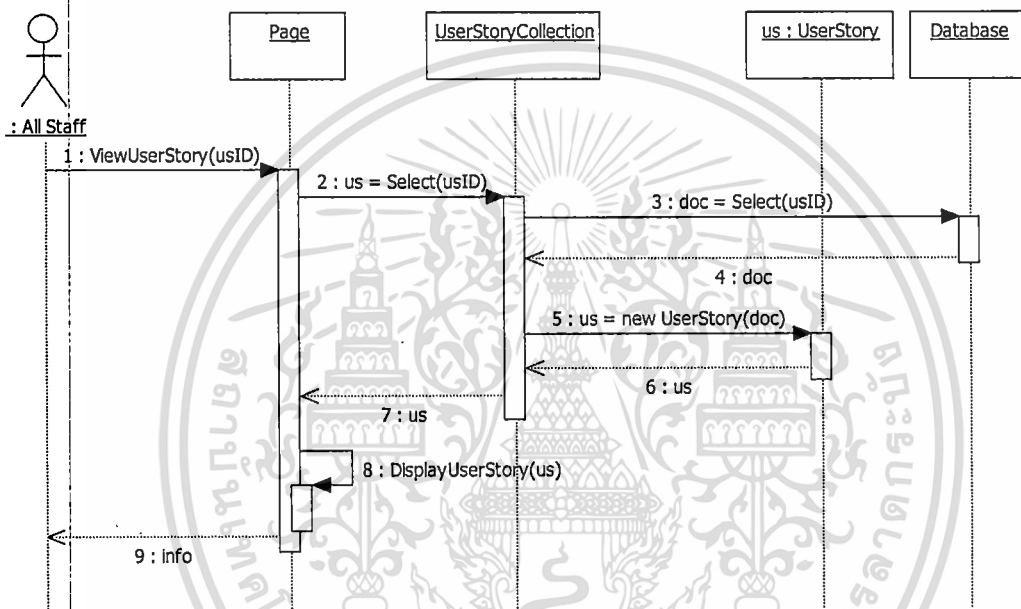 Page
UserStoryCollection
us : UserStory
Database
: All Staff
1 : ViewUserStory(usID)
2 : us = Select(usID)
3 : doc = Select(usID)
4 : doc
5 : us = new UserStory(doc)
6 : us
7 : us
8 : DisplayUserStory(us)
9 : info